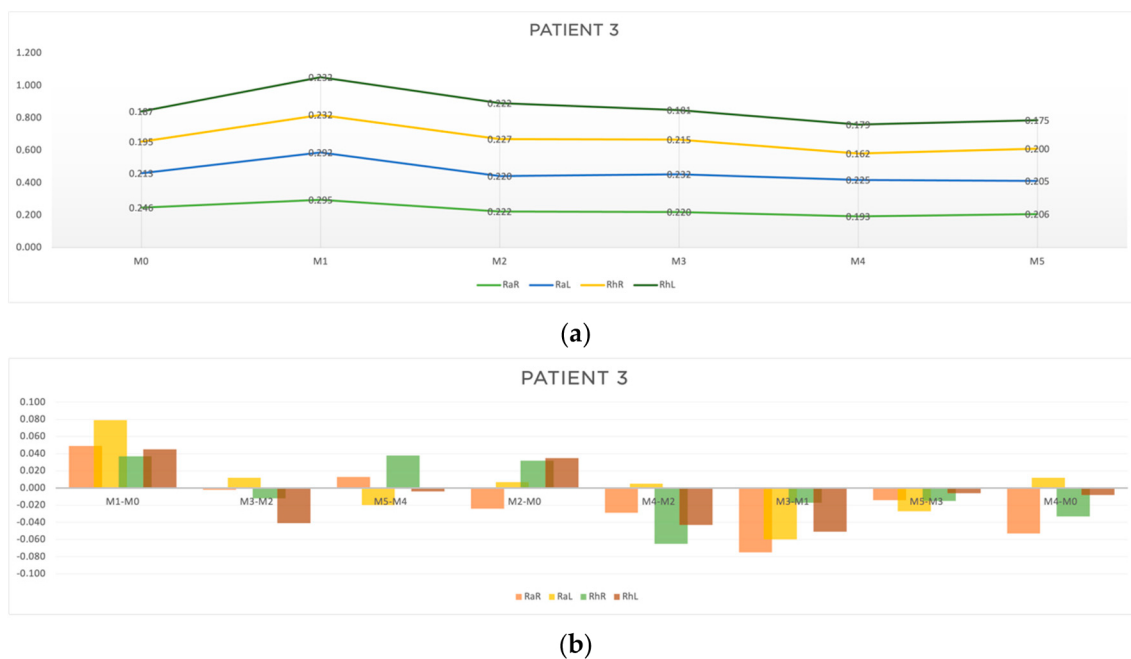 PATIENT 3
1.200
1.000
0.800
0.600
0.400
0.200
0.000
0.187 0.232 0.222 0.181 0.179 0.175
0.195 0.232 0.227 0.215 0.162 0.200
0.213 0.292 0.220 0.232 0.225 0.205
0.246 0.295 0.222 0.220 0.193 0.206
M0 M1 M2 M3 M4 M5
RaR RaL RhR RhL
(a)
PATIENT 3
0.100
0.080
0.060
0.040
0.020
0.000
-0.020
-0.040
-0.060
-0.080
-0.100
M1-M0 M3-M2 M5-M4 M2-M0 M4-M2 M3-M1 M5-M3 M4-M0
RaR RaL RhR RhL
(b)